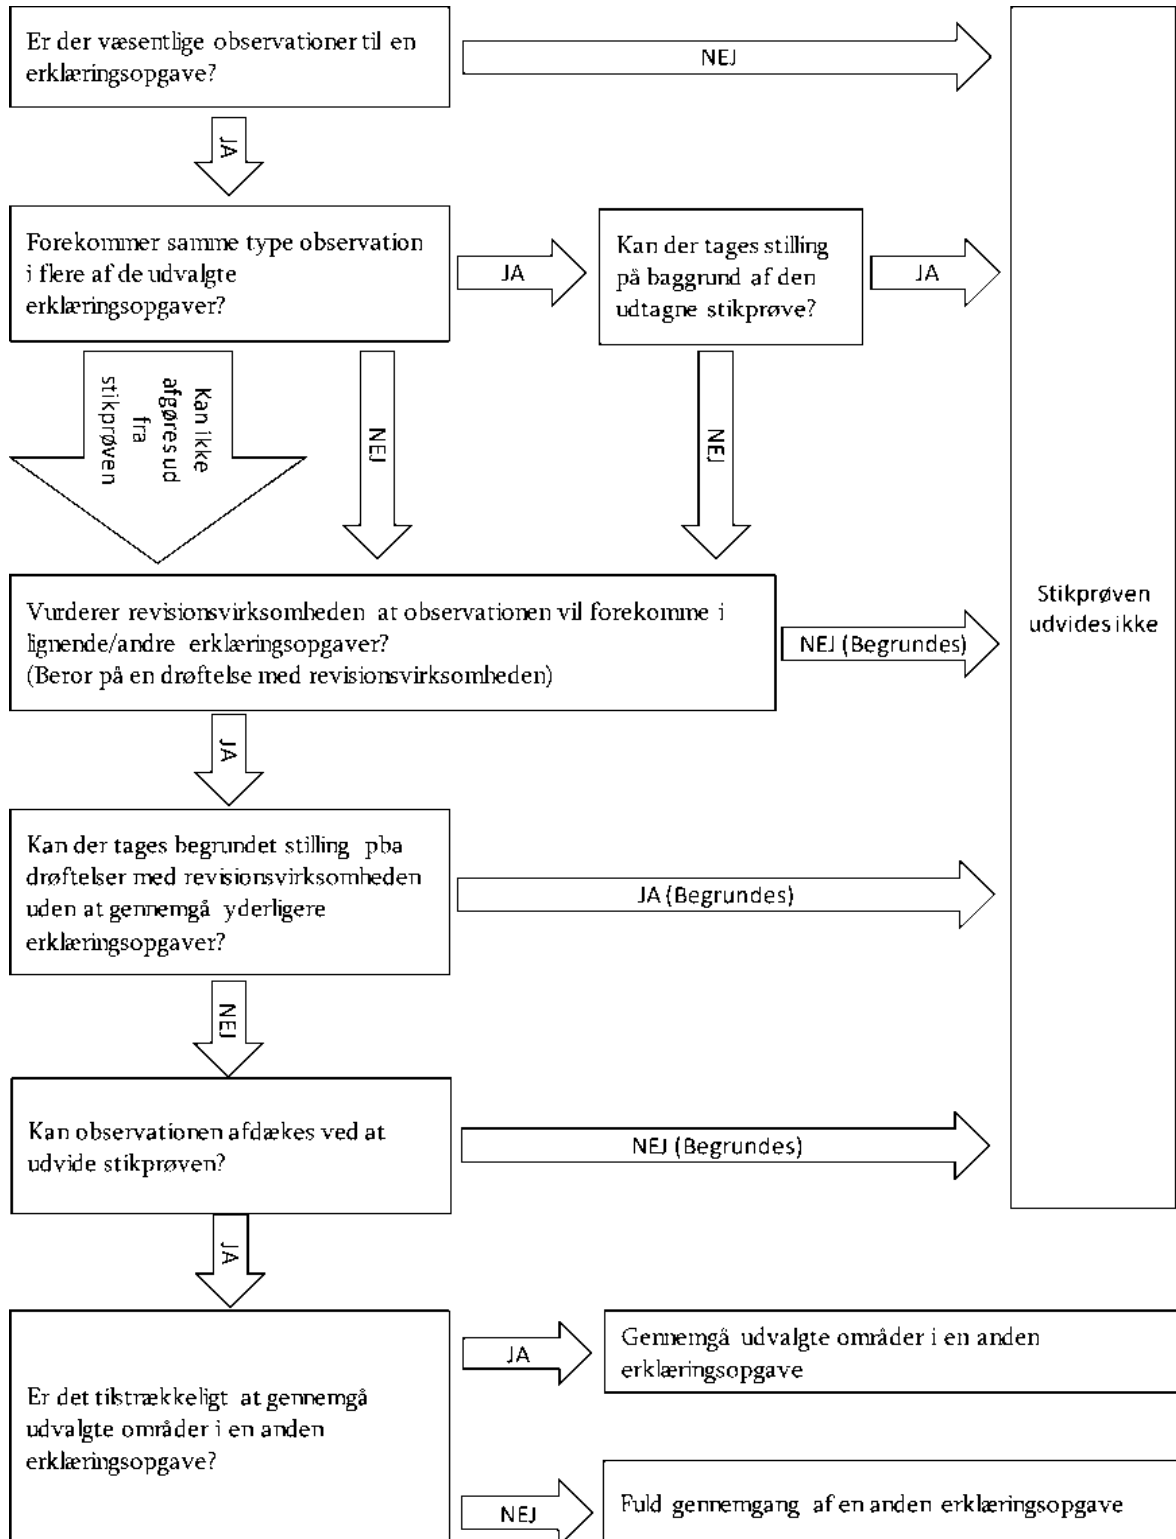 Er der væsentlige observationer til en
erklæringsopgave?
NEJ
JA
Forekommer samme type observation
i flere af de udvalgte
erklæringsopgaver?
JA
Kan der tages stilling
på baggrund af den
udtagne stikprøve?
JA
Kan ikke
afgøres ud
fra
stikprøven
NEJ
NEJ
Stikprøven
udvides ikke
Vurderer revisionsvirksomheden at observationen vil forekomme i
lignende/andre erklæringsopgaver?
(Beror på en drøftelse med revisionsvirksomheden)
NEJ (Begrundes)
JA
Kan der tages begrundet stilling pba
drøftelser med revisionsvirksomheden
uden at gennemgå yderligere
erklæringsopgaver?
JA (Begrundes)
NEJ
Kan observationen afdækes ved at
udvide stikprøven?
NEJ (Begrundes)
JA
Er det tilstrækkeligt at gennemgå
udvalgte områder i en anden
erklæringsopgave?
JA
Gennemgå udvalgte områder i en anden
erklæringsopgave
NEJ
Fuld gennemgang af en anden erklæringsopgave